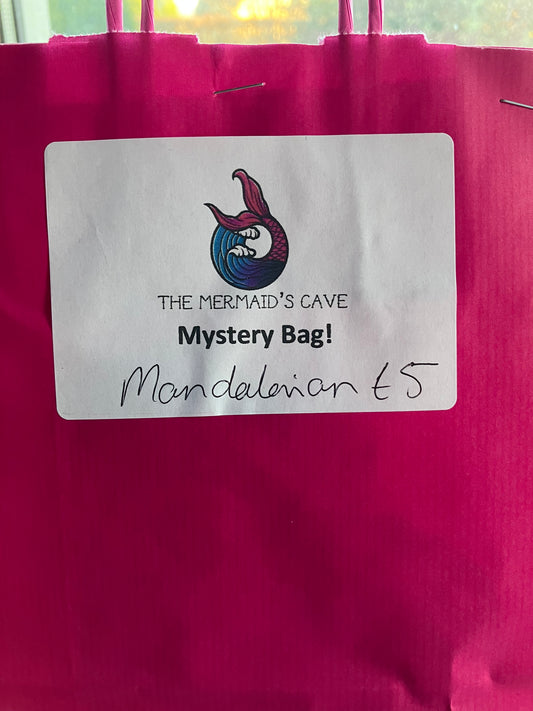 THE MERMAID'S CAVE
Mystery Bag!
Mandalorian £5